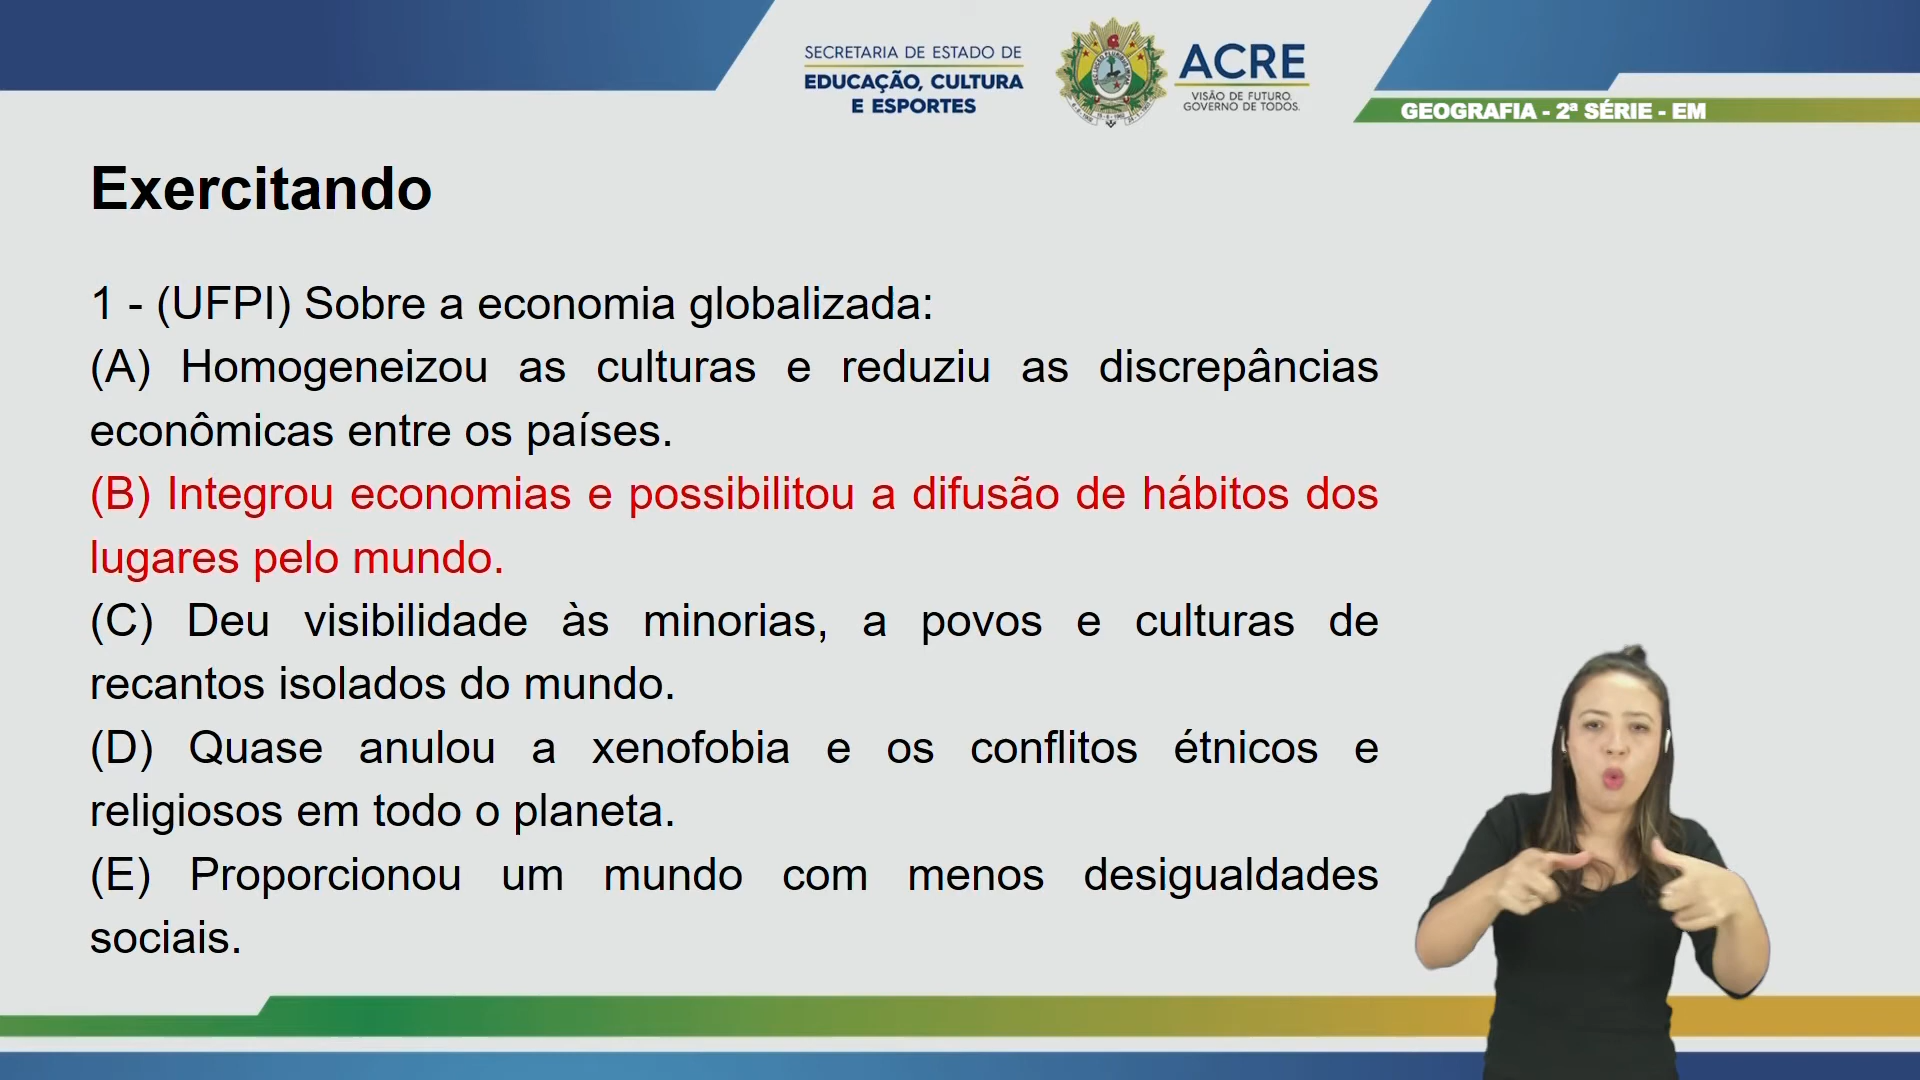 SECRETARIA DE ESTADO DE
EDUCAÇÃO, CULTURA
E ESPORTES
ACRE
VISÃO DE FUTURO.
GOVERNO DE TODOS.
GEOGRAFIA - 2ª SÉRIE - EM
Exercitando
1 - (UFPI) Sobre a economia globalizada:
(A) Homogeneizou as culturas e reduziu as discrepâncias
econômicas entre os países.
(B) Integrou economias e possibilitou a difusão de hábitos dos
lugares pelo mundo.
(C) Deu visibilidade às minorias, a povos e culturas de
recantos isolados do mundo.
(D) Quase anulou a xenofobia e os conflitos étnicos e
religiosos em todo o planeta.
(E) Proporcionou um mundo com menos desigualdades
sociais.